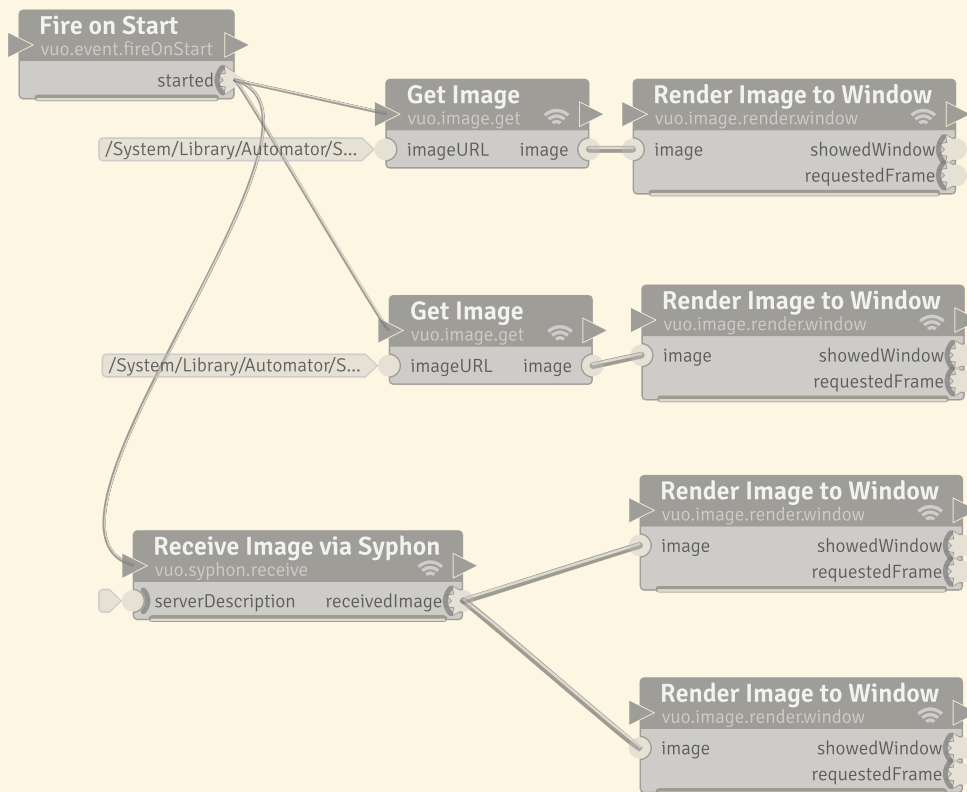 Fire on Start
vuo.event.fireOnStart
started
Get Image
vuo.image.get
/System/Library/Automator/S...
imageURL image
Render Image to Window
vuo.image.render.window
image showedWindow
requestedFrame
Get Image
vuo.image.get
/System/Library/Automator/S...
imageURL image
Render Image to Window
vuo.image.render.window
image showedWindow
requestedFrame
Render Image to Window
vuo.image.render.window
image showedWindow
requestedFrame
Receive Image via Syphon
vuo.syphon.receive
serverDescription receivedImage
Render Image to Window
vuo.image.render.window
image showedWindow
requestedFrame